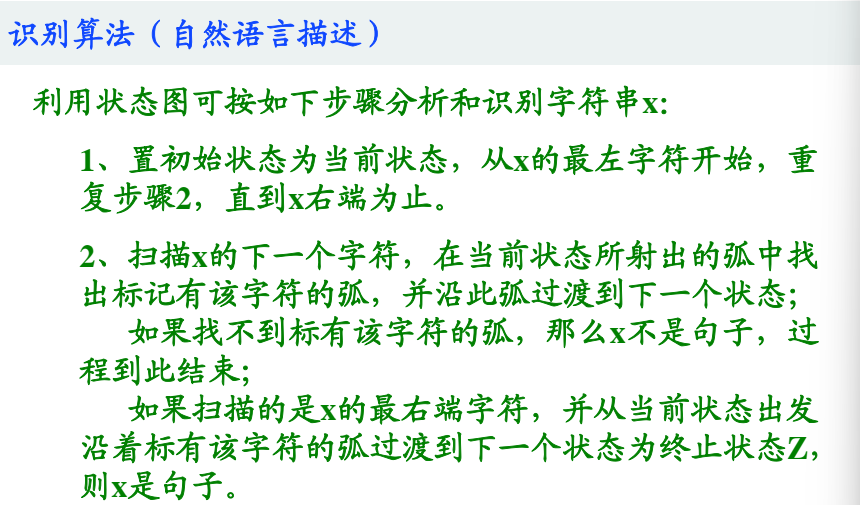 识别算法（自然语言描述）
利用状态图可按如下步骤分析和识别字符串x:
1、置初始状态为当前状态，从x的最左字符开始，重
复步骤2，直到x右端为止。
2、扫描x的下一个字符，在当前状态所射出的弧中找
出标记有该字符的弧，并沿此弧过渡到下一个状态;
如果找不到标有该字符的弧，那么x不是句子，过
程到此结束;
如果扫描的是x的最右端字符，并从当前状态出发
沿着标有该字符的弧过渡到下一个状态为终止状态Z，
则x是句子。